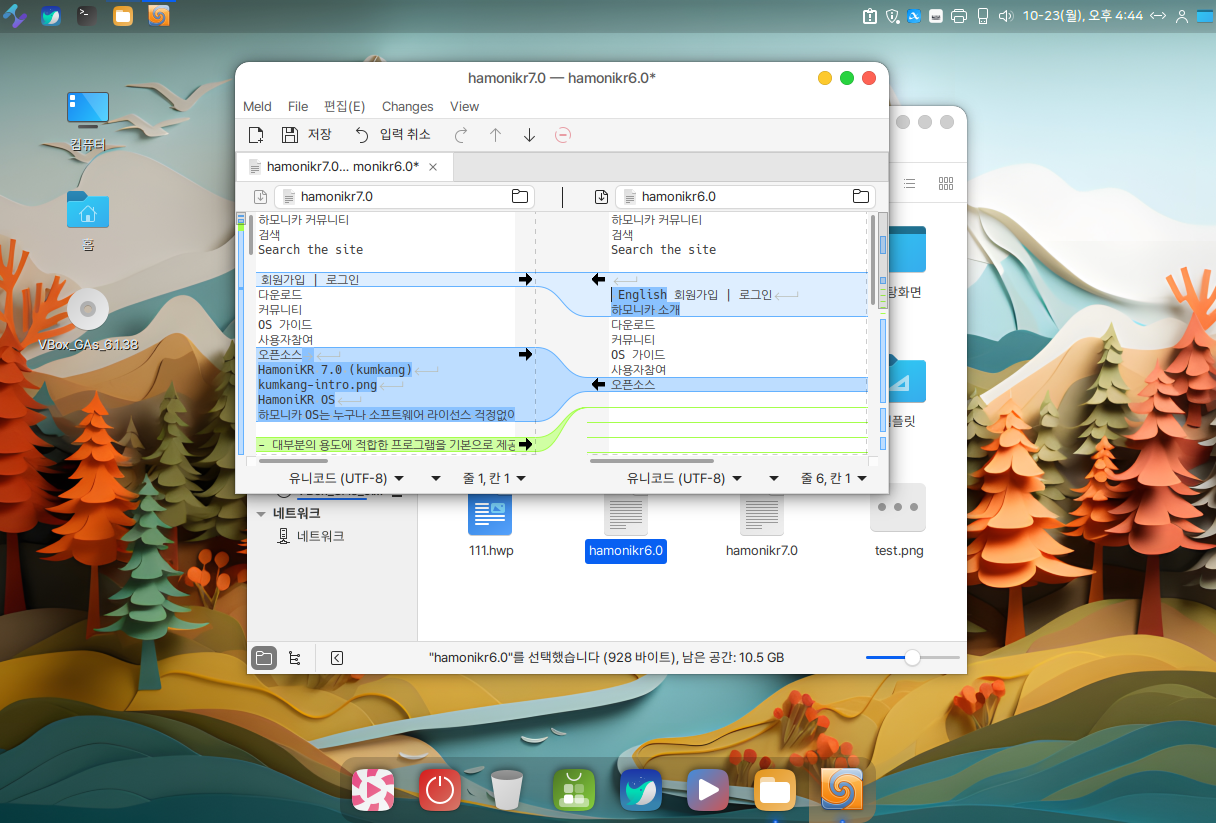 10-23(월), 오후 4:44
컴퓨터
홈
VBox_GAs_6.1.38
hamonikr7.0 — hamonikr6.0*
Meld File 편집(E) Changes View
저장 입력 취소
hamonikr7.0... monikr6.0*
hamonikr7.0
hamonikr6.0
하모니카 커뮤니티
검색
Search the site
회원가입 | 로그인
다운로드
커뮤니티
OS 가이드
사용자참여
오픈소스
HamoniKR 7.0 (kumkang)
kumkang-intro.png
HamoniKR OS
하모니카 OS는 누구나 소프트웨어 라이선스 걱정없이
- 대부분의 용도에 적합한 프로그램을 기본으로 제공
하모니카 커뮤니티
검색
Search the site
English 회원가입 | 로그인
하모니카 소개
다운로드
커뮤니티
OS 가이드
사용자참여
오픈소스
유니코드 (UTF-8) 줄 1, 칸 1
유니코드 (UTF-8) 줄 6, 칸 1
네트워크
네트워크
111.hwp
hamonikr6.0
hamonikr7.0
test.png
"hamonikr6.0"를 선택했습니다 (928 바이트), 남은 공간: 10.5 GB